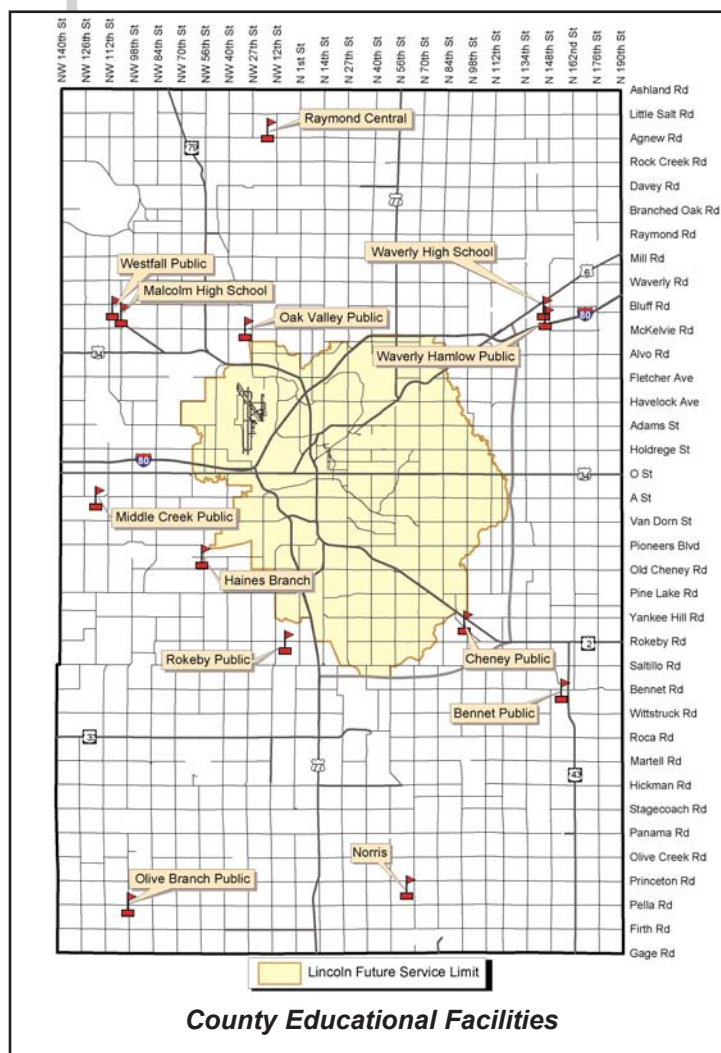 NW 140th St
NW 126th St
NW 112th St
NW 98th St
NW 84th St
NW 70th St
NW 56th St
NW 40th St
NW 27th St
NW 12th St
N 1st St
N 14th St
N 27th St
N 40th St
N 56th St
N 70th St
N 84th St
N 98th St
N 112th St
N 134th St
N 148th St
N 162nd St
N 176th St
N 190th St
Ashland Rd
Little Salt Rd
Raymond Central
Agnew Rd
79
Rock Creek Rd
Davey Rd
77
Branched Oak Rd
Raymond Rd
Waverly High School
Mill Rd
6
Westfall Public
Waverly Rd
Malcolm High School
Bluff Rd
Oak Valley Public
80
McKelvie Rd
Waverly Hamlow Public
34
Alvo Rd
Fletcher Ave
Havelock Ave
Adams St
Holdrege St
80
O St
34
A St
Middle Creek Public
Van Dorn St
Pioneers Blvd
Haines Branch
Old Cheney Rd
Pine Lake Rd
Yankee Hill Rd
Rokeby Rd
2
Rokeby Public
Cheney Public
Saltillo Rd
Bennet Rd
Bennet Public
Wittstruck Rd
33
Roca Rd
77
Martell Rd
43
Hickman Rd
Stagecoach Rd
Panama Rd
Norris
Olive Creek Rd
Olive Branch Public
Princeton Rd
Pella Rd
Firth Rd
Gage Rd
Lincoln Future Service Limit
County Educational Facilities